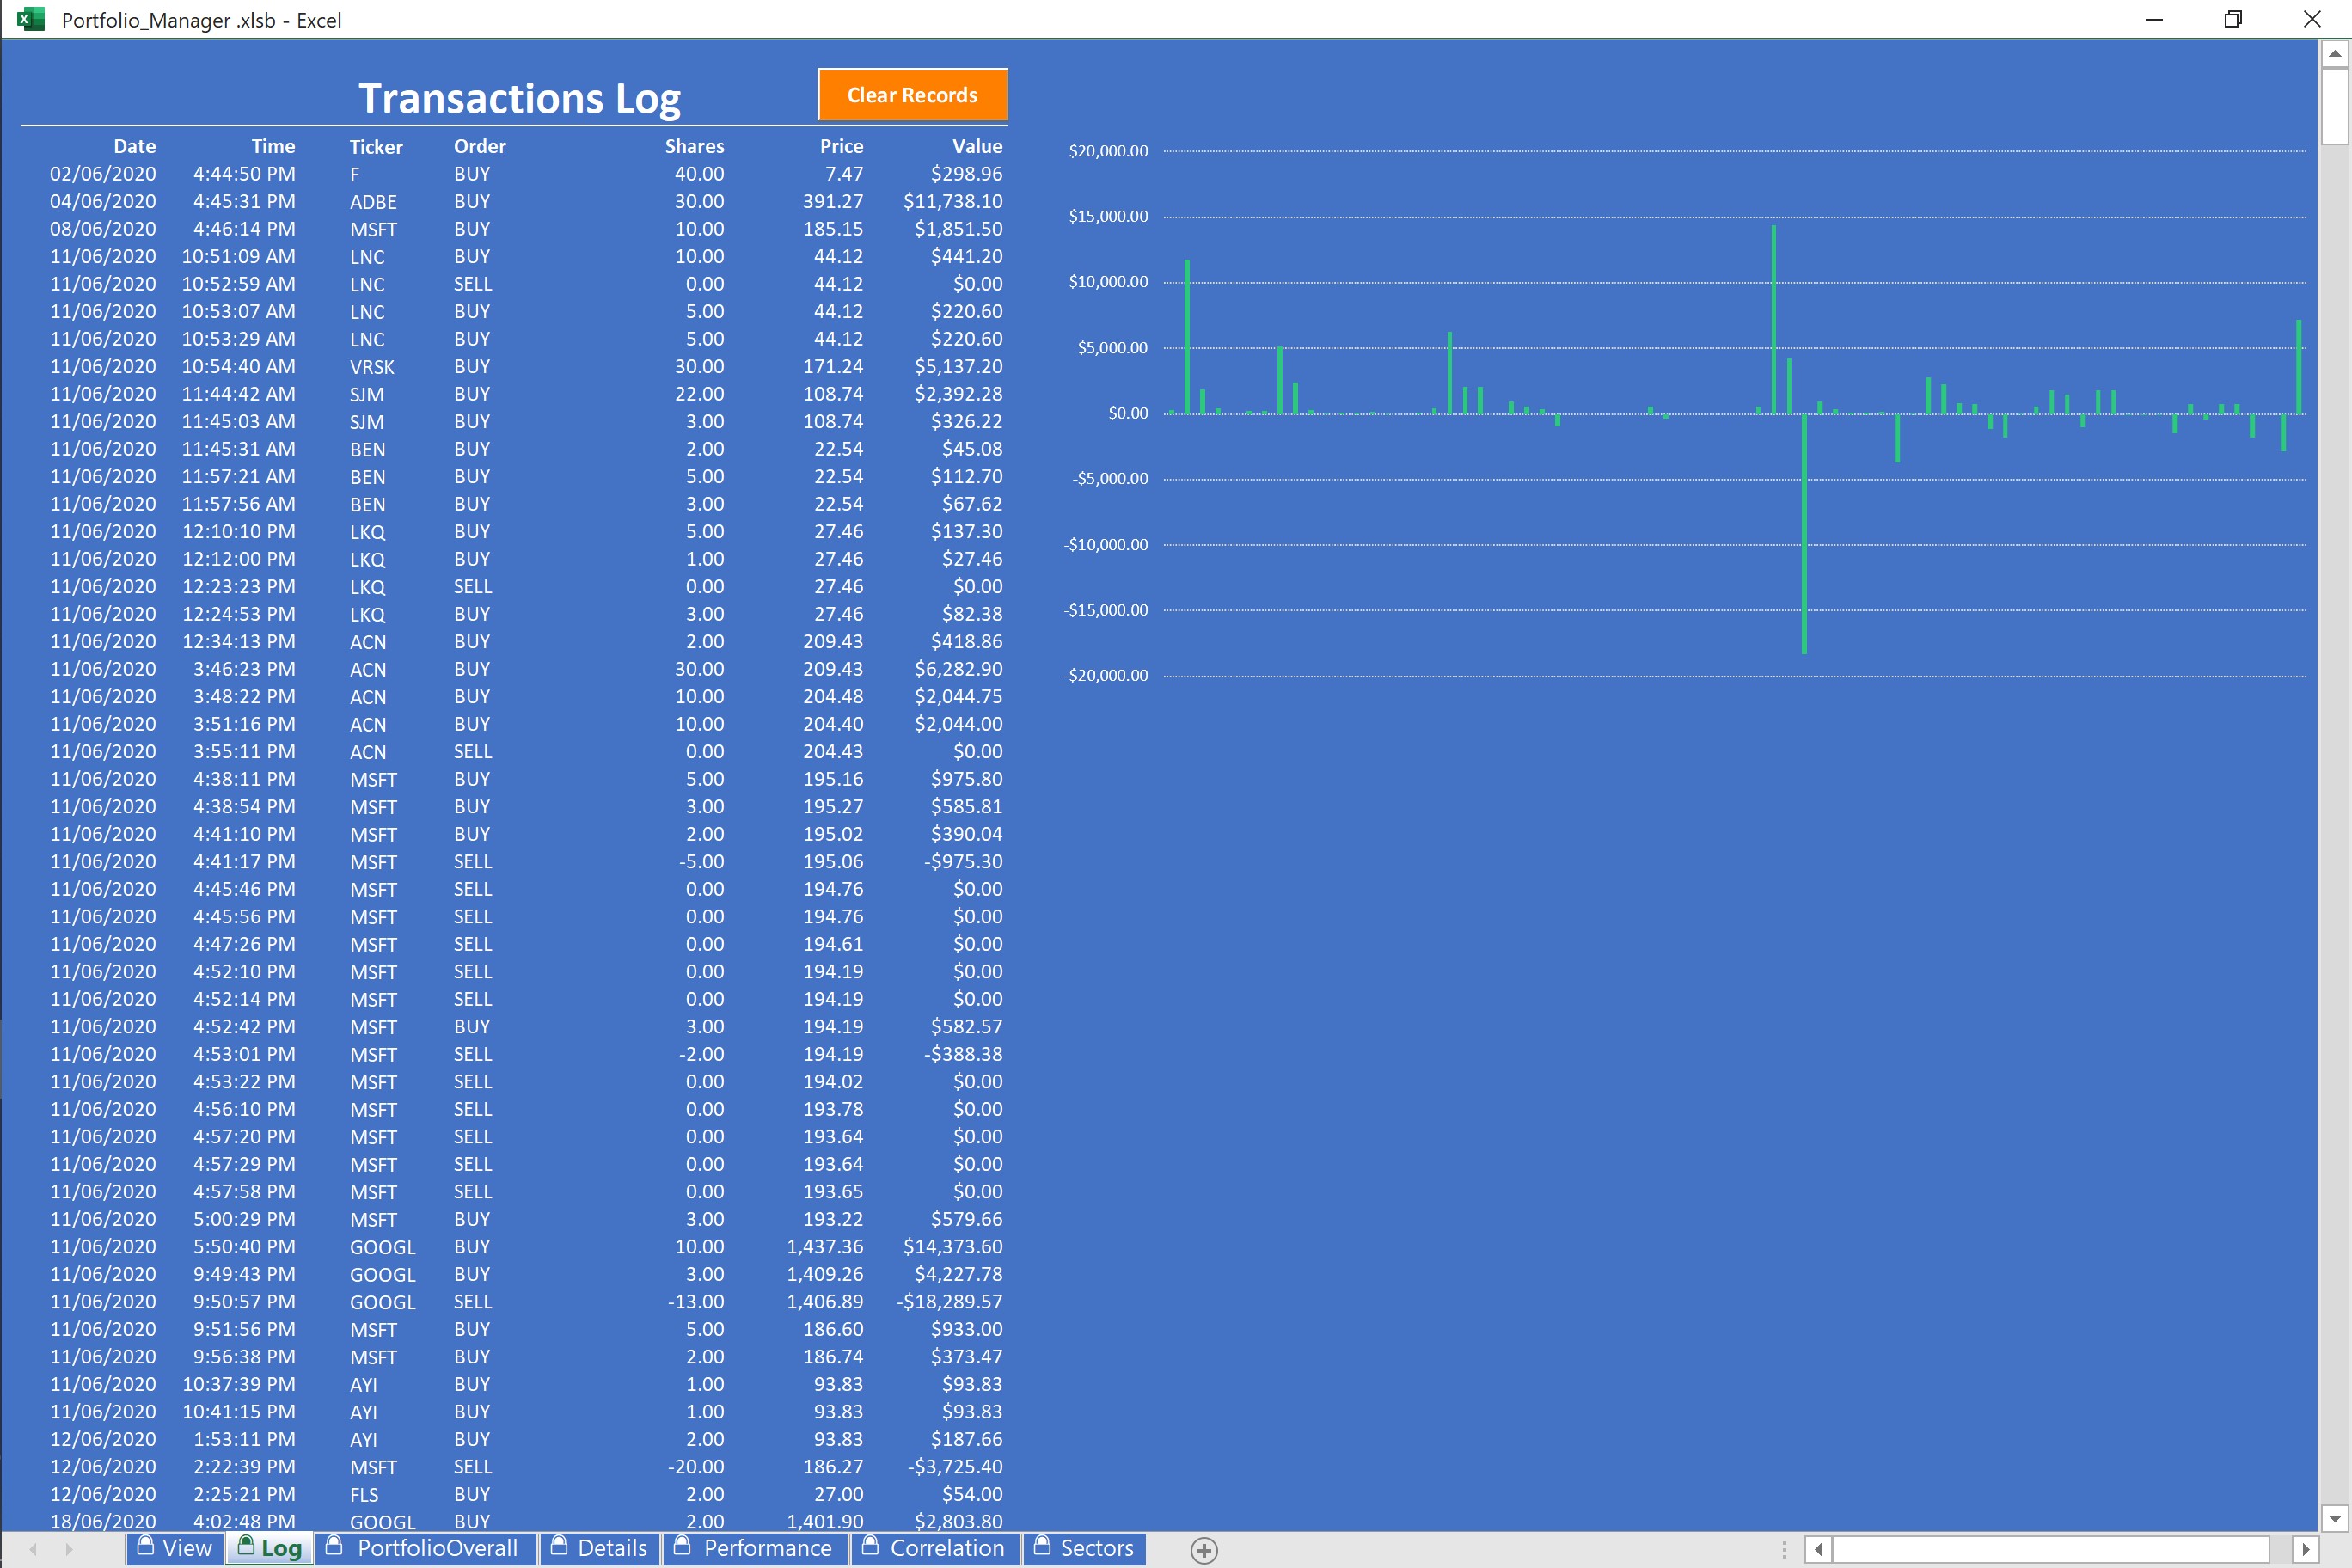 Portfolio_Manager .xlsb - Excel
Transactions Log
Clear Records
Date Time Ticker Order Shares Price Value
02/06/2020 4:44:50 PM F BUY 40.00 7.47 $298.96
04/06/2020 4:45:31 PM ADBE BUY 30.00 391.27 $11,738.10
08/06/2020 4:46:14 PM MSFT BUY 10.00 185.15 $1,851.50
11/06/2020 10:51:09 AM LNC BUY 10.00 44.12 $441.20
11/06/2020 10:52:59 AM LNC SELL 0.00 44.12 $0.00
11/06/2020 10:53:07 AM LNC BUY 5.00 44.12 $220.60
11/06/2020 10:53:29 AM LNC BUY 5.00 44.12 $220.60
11/06/2020 10:54:40 AM VRSK BUY 30.00 171.24 $5,137.20
11/06/2020 11:44:42 AM SJM BUY 22.00 108.74 $2,392.28
11/06/2020 11:45:03 AM SJM BUY 3.00 108.74 $326.22
11/06/2020 11:45:31 AM BEN BUY 2.00 22.54 $45.08
11/06/2020 11:57:21 AM BEN BUY 5.00 22.54 $112.70
11/06/2020 11:57:56 AM BEN BUY 3.00 22.54 $67.62
11/06/2020 12:10:10 PM LKQ BUY 5.00 27.46 $137.30
11/06/2020 12:12:00 PM LKQ BUY 1.00 27.46 $27.46
11/06/2020 12:23:23 PM LKQ SELL 0.00 27.46 $0.00
11/06/2020 12:24:53 PM LKQ BUY 3.00 27.46 $82.38
11/06/2020 12:34:13 PM ACN BUY 2.00 209.43 $418.86
11/06/2020 3:46:23 PM ACN BUY 30.00 209.43 $6,282.90
11/06/2020 3:48:22 PM ACN BUY 10.00 204.48 $2,044.75
11/06/2020 3:51:16 PM ACN BUY 10.00 204.40 $2,044.00
11/06/2020 3:55:11 PM ACN SELL 0.00 204.43 $0.00
11/06/2020 4:38:11 PM MSFT BUY 5.00 195.16 $975.80
11/06/2020 4:38:54 PM MSFT BUY 3.00 195.27 $585.81
11/06/2020 4:41:10 PM MSFT BUY 2.00 195.02 $390.04
11/06/2020 4:41:17 PM MSFT SELL -5.00 195.06 -$975.30
11/06/2020 4:45:46 PM MSFT SELL 0.00 194.76 $0.00
11/06/2020 4:45:56 PM MSFT SELL 0.00 194.76 $0.00
11/06/2020 4:47:26 PM MSFT SELL 0.00 194.61 $0.00
11/06/2020 4:52:10 PM MSFT SELL 0.00 194.19 $0.00
11/06/2020 4:52:14 PM MSFT SELL 0.00 194.19 $0.00
11/06/2020 4:52:42 PM MSFT BUY 3.00 194.19 $582.57
11/06/2020 4:53:01 PM MSFT SELL -2.00 194.19 -$388.38
11/06/2020 4:53:22 PM MSFT SELL 0.00 194.02 $0.00
11/06/2020 4:56:10 PM MSFT SELL 0.00 193.78 $0.00
11/06/2020 4:57:20 PM MSFT SELL 0.00 193.64 $0.00
11/06/2020 4:57:29 PM MSFT SELL 0.00 193.64 $0.00
11/06/2020 4:57:58 PM MSFT SELL 0.00 193.65 $0.00
11/06/2020 5:00:29 PM MSFT BUY 3.00 193.22 $579.66
11/06/2020 5:50:40 PM GOOGL BUY 10.00 1,437.36 $14,373.60
11/06/2020 9:49:43 PM GOOGL BUY 3.00 1,409.26 $4,227.78
11/06/2020 9:50:57 PM GOOGL SELL -13.00 1,406.89 -$18,289.57
11/06/2020 9:51:56 PM MSFT BUY 5.00 186.60 $933.00
11/06/2020 9:56:38 PM MSFT BUY 2.00 186.74 $373.47
11/06/2020 10:37:39 PM AYI BUY 1.00 93.83 $93.83
11/06/2020 10:41:15 PM AYI BUY 1.00 93.83 $93.83
12/06/2020 1:53:11 PM AYI BUY 2.00 93.83 $187.66
12/06/2020 2:22:39 PM MSFT SELL -20.00 186.27 -$3,725.40
12/06/2020 2:25:21 PM FLS BUY 2.00 27.00 $54.00
18/06/2020 4:02:48 PM GOOGL BUY 2.00 1,401.90 $2,803.80
$20,000.00
$15,000.00
$10,000.00
$5,000.00
$0.00
-$5,000.00
-$10,000.00
-$15,000.00
-$20,000.00
View Log PortfolioOverall Details Performance Correlation Sectors